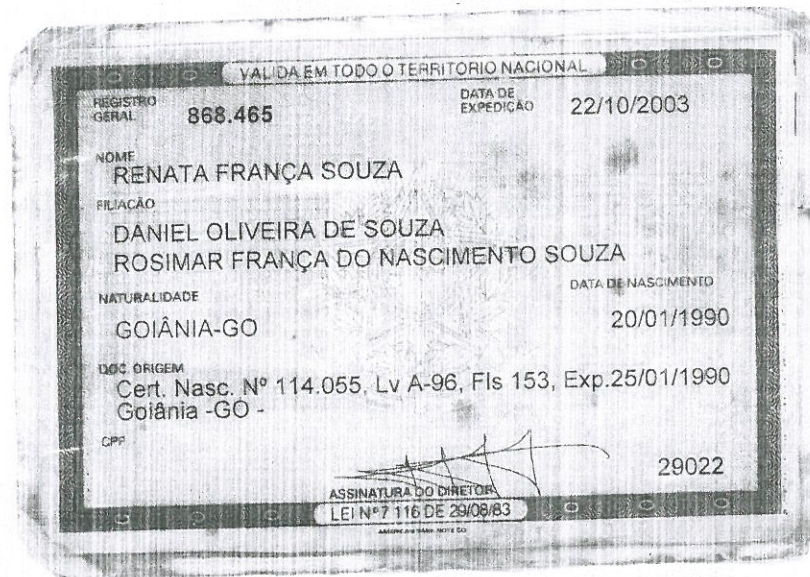 VALIDA EM TODO O TERRITORIO NACIONAL
REGISTRO GERAL 868.465 DATA DE EXPEDIÇÃO 22/10/2003
NOME
RENATA FRANÇA SOUZA
FILIAÇÃO
DANIEL OLIVEIRA DE SOUZA
ROSIMAR FRANÇA DO NASCIMENTO SOUZA
NATURALIDADE DATA DE NASCIMENTO
GOIÂNIA-GO 20/01/1990
DOC. ORIGEM
Cert. Nasc. Nº 114.055, Lv A-96, Fls 153, Exp.25/01/1990
Goiânia -GO -
CPF
29022
ASSINATURA DO DIRETOR
LEI Nº 7 116 DE 29/08/83